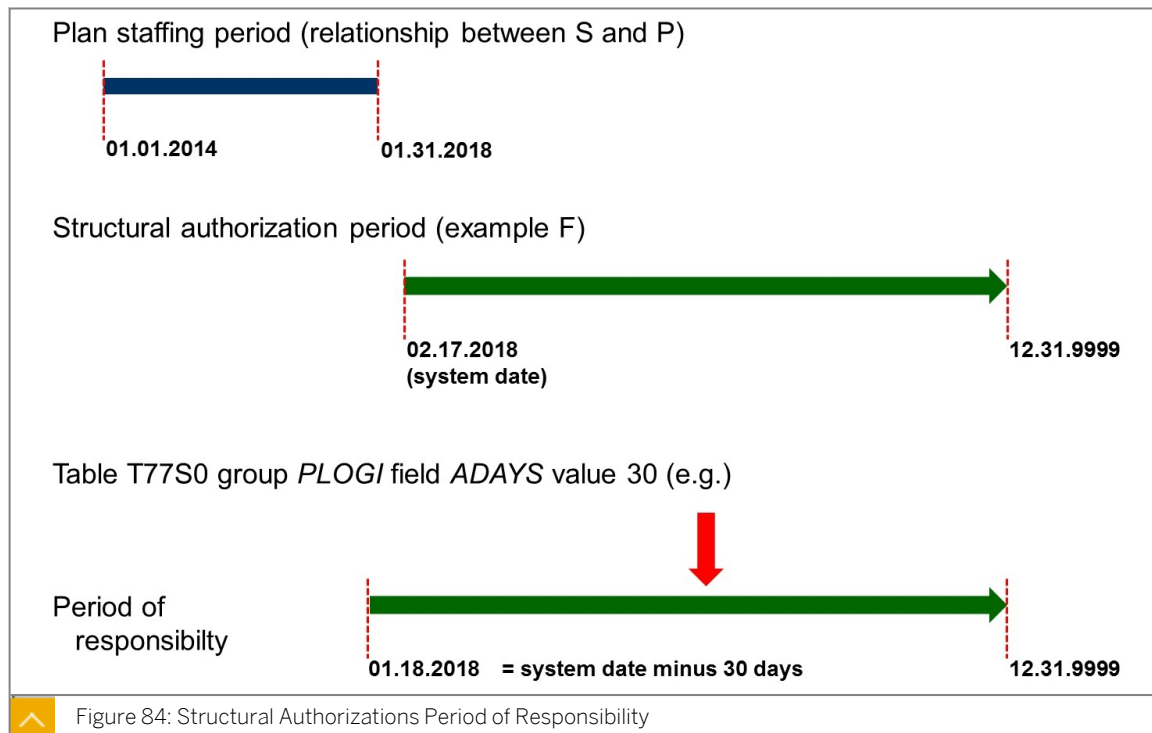 Plan staffing period (relationship between S and P)
01.01.2014
01.31.2018
Structural authorization period (example F)
02.17.2018
(system date)
12.31.9999
Table T77S0 group PLOGI field ADAYS value 30 (e.g.)
Period of
responsibilty
01.18.2018 = system date minus 30 days
12.31.9999
Figure 84: Structural Authorizations Period of Responsibility